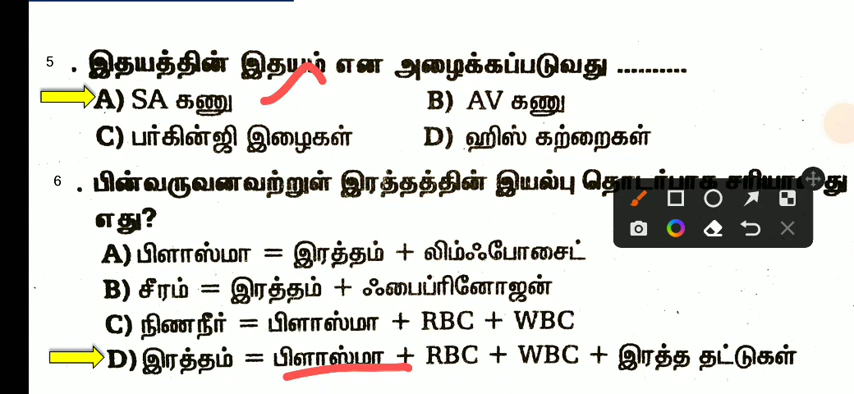 5 . இதயத்தின் இதயம் என அழைக்கப்படுவது ..........
A) SA கணு B) AV கணு
C) பர்கின்ஜி இழைகள் D) ஹிஸ் கற்றைகள்
6 . பின்வருவனவற்றுள் இரத்தத்தின் இயல்பு தொடர்பாக
எது?
A) பிளாஸ்மா = இரத்தம் + லிம்ஃபோசைட்
B) சீரம் = இரத்தம் + ஃபைப்ரினோஜன்
C) நிணநீர் = பிளாஸ்மா + RBC + WBC
D) இரத்தம் = பிளாஸ்மா + RBC + WBC + இரத்த தட்டுகள்